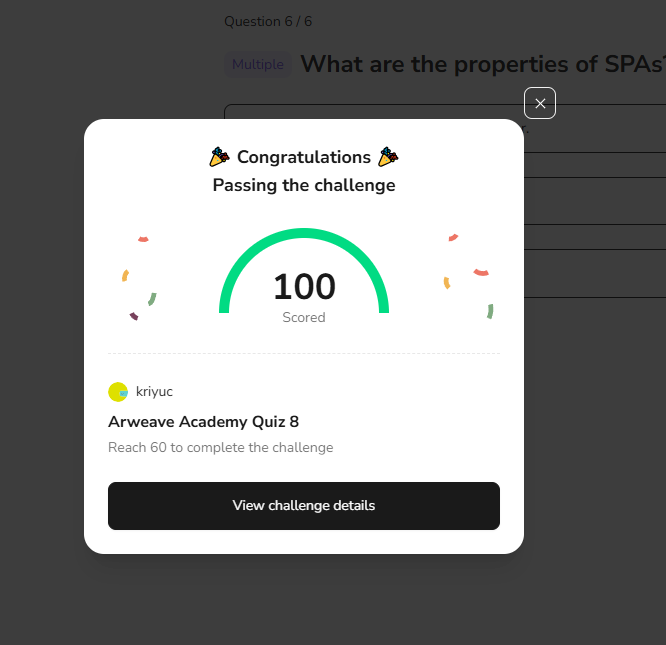 Question 6 / 6
Multiple What are the properties of SPAs?
Congratulations
Passing the challenge
100
Scored
kriyuc
Arweave Academy Quiz 8
Reach 60 to complete the challenge
View challenge details